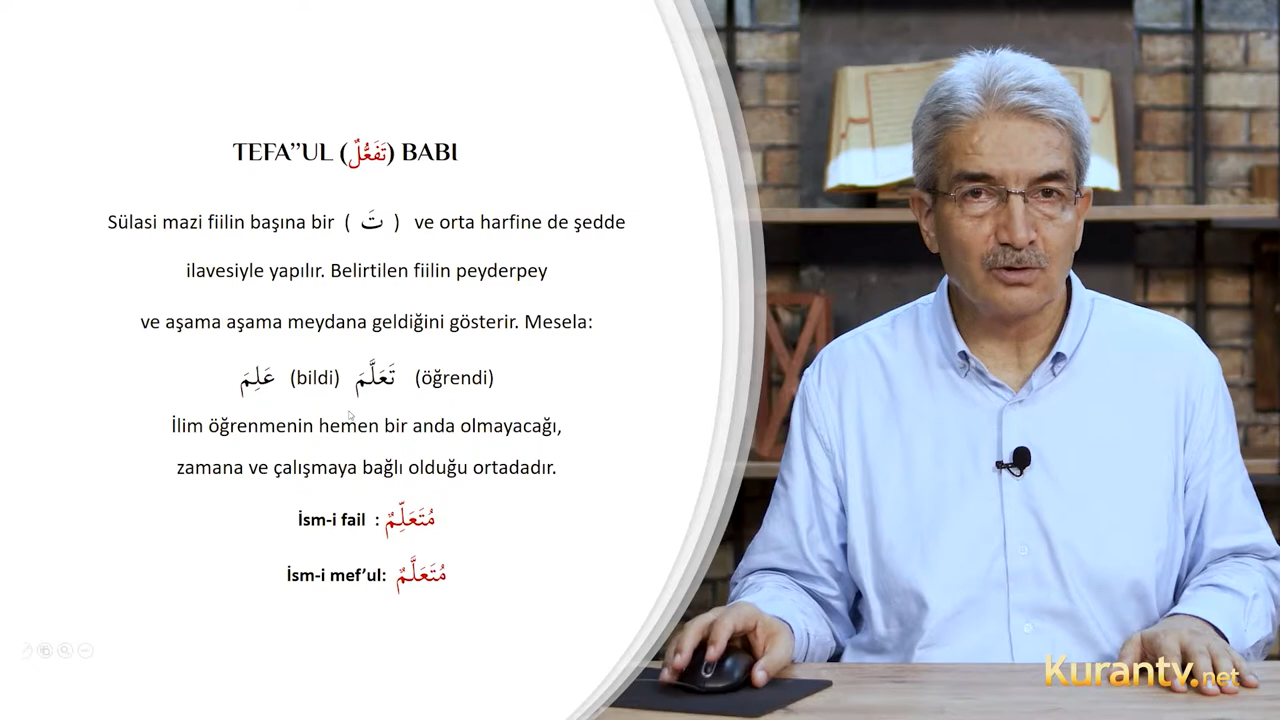 TEFA’’UL (تَفَعُّلٌ) BABI
Sülasi mazi fiilin başına bir ( تَ ) ve orta harfine de şedde
ilavesiyle yapılır. Belirtilen fiilin peyderpey
ve aşama aşama meydana geldiğini gösterir. Mesela:
عَلِمَ (bildi) تَعَلَّمَ (öğrendi)
İlim öğrenmenin hemen bir anda olmayacağı,
zamana ve çalışmaya bağlı olduğu ortadadır.
İsm-i fail : مُتَعَلِّمٌ
İsm-i mef’ul: مُتَعَلَّمٌ
Kurantv.net